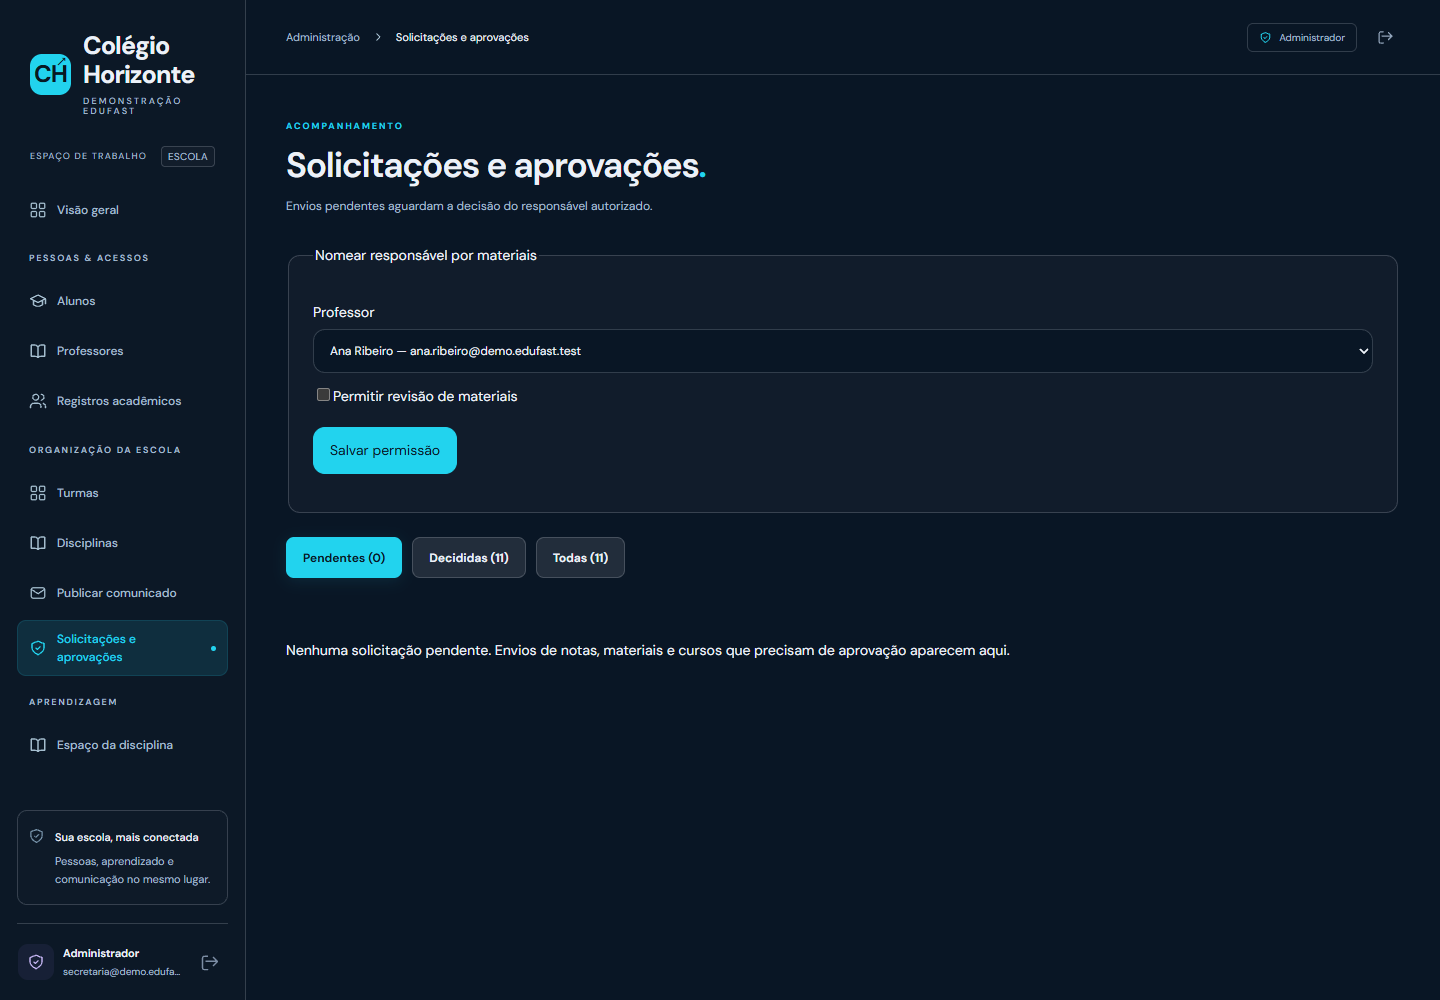 CH
Colégio
Horizonte
DEMONSTRAÇÃO
EDUFAST
ESPAÇO DE TRABALHO
ESCOLA
Visão geral
PESSOAS & ACESSOS
Alunos
Professores
Registros acadêmicos
ORGANIZAÇÃO DA ESCOLA
Turmas
Disciplinas
Publicar comunicado
Solicitações e
aprovações
APRENDIZAGEM
Espaço da disciplina
Sua escola, mais conectada
Pessoas, aprendizado e
comunicação no mesmo lugar.
Administrador
secretaria@demo.edufa...
Administração
Solicitações e aprovações
Administrador
ACOMPANHAMENTO
Solicitações e aprovações.
Envios pendentes aguardam a decisão do responsável autorizado.
Nomear responsável por materiais
Professor
Ana Ribeiro — ana.ribeiro@demo.edufast.test
Permitir revisão de materiais
Salvar permissão
Pendentes (0)
Decididas (11)
Todas (11)
Nenhuma solicitação pendente. Envios de notas, materiais e cursos que precisam de aprovação aparecem aqui.